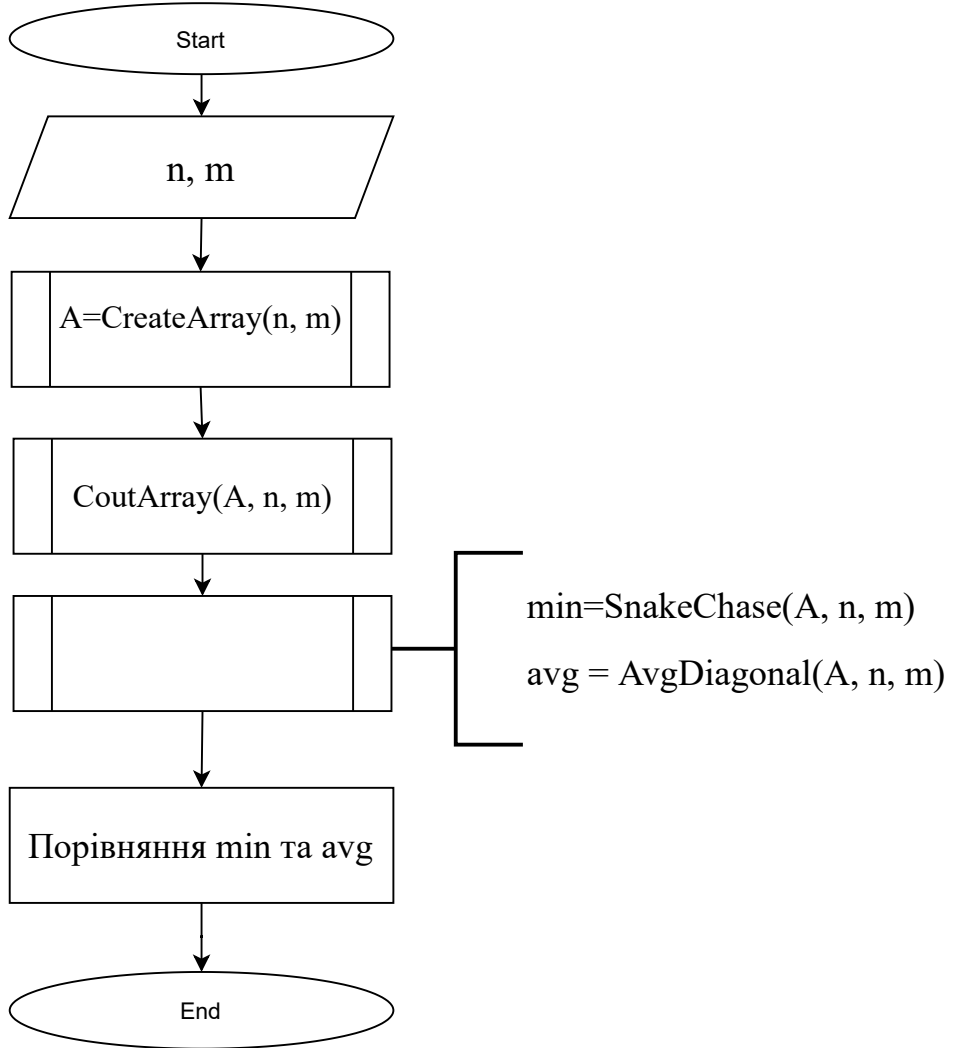 Start
n, m
A=CreateArray(n, m)
CoutArray(A, n, m)
min=SnakeChase(A, n, m)
avg = AvgDiagonal(A, n, m)
Порівняння min та avg
End